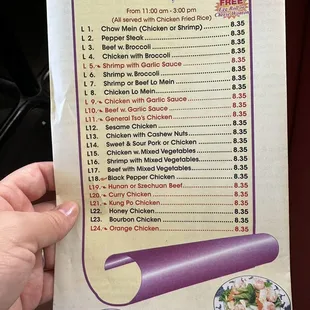 FREE
From 11:00 am - 3:00 pm
(All served with Chicken Fried Rice)
L 1. Chow Mein (Chicken or Shrimp) 8.35
L 2. Pepper Steak 8.35
L 3. Beef w. Broccoli 8.35
L 4. Chicken with Broccoli 8.35
L 5. Shrimp with Garlic Sauce 8.35
L 6. Shrimp w. Broccoli 8.35
L 7. Shrimp or Beef Lo Mein 8.35
L 8. Chicken Lo Mein 8.35
L 9. Chicken with Garlic Sauce 8.35
L10. Beef w. Garlic Sauce 8.35
L11. General Tso's Chicken 8.35
L12. Sesame Chicken 8.35
L13. Chicken with Cashew Nuts 8.35
L14. Sweet & Sour Pork or Chicken 8.35
L15. Chicken w. Mixed Vegetables 8.35
L16. Shrimp with Mixed Vegetables 8.35
L17. Beef with Mixed Vegetables 8.35
L18. Black Pepper Chicken 8.35
L19. Hunan or Szechuan Beef 8.35
L20. Curry Chicken 8.35
L21. Kung Po Chicken 8.35
L22. Honey Chicken 8.35
L23. Bourbon Chicken 8.35
L24. Orange Chicken 8.35